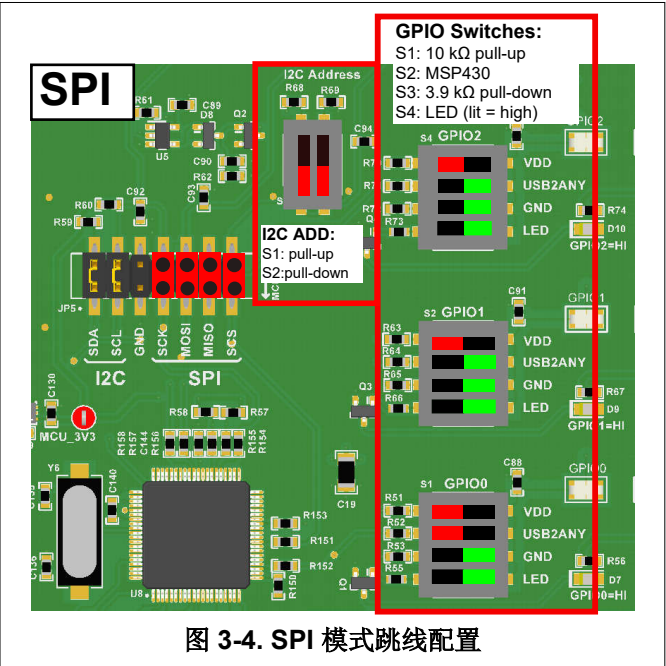 SPI
GPIO Switches:
S1: 10 kΩ pull-up
S2: MSP430
S3: 3.9 kΩ pull-down
S4: LED (lit = high)
I2C Address
R68
R69
R61
C89
D8
Q2
U5
C90
R62
C93
C94
S4 GPIO2
VDD
USB2ANY
GND
LED
R73
R74
D10
GPIO2=HI
R60
R59
C92
I2C ADD:
S1: pull-up
S2:pull-down
JP5
SDA
SCL
GND
SCK
MOSI
MISO
SCS
I2C
SPI
S2 GPIO1
C91
GPIO1
R63
R64
R65
R66
VDD
USB2ANY
GND
LED
Q3
R67
D9
GPIO1=HI
C130
MCU_3V3
R58
R57
R158
R157
C144
R156
R155
R154
Y6
C140
C136
C19
R153
R151
R152
R150
U8
Q1
S1 GPIO0
C88
GPIO0
R51
R52
R53
R55
VDD
USB2ANY
GND
LED
R56
D7
GPIO0=HI
图 3-4. SPI 模式跳线配置